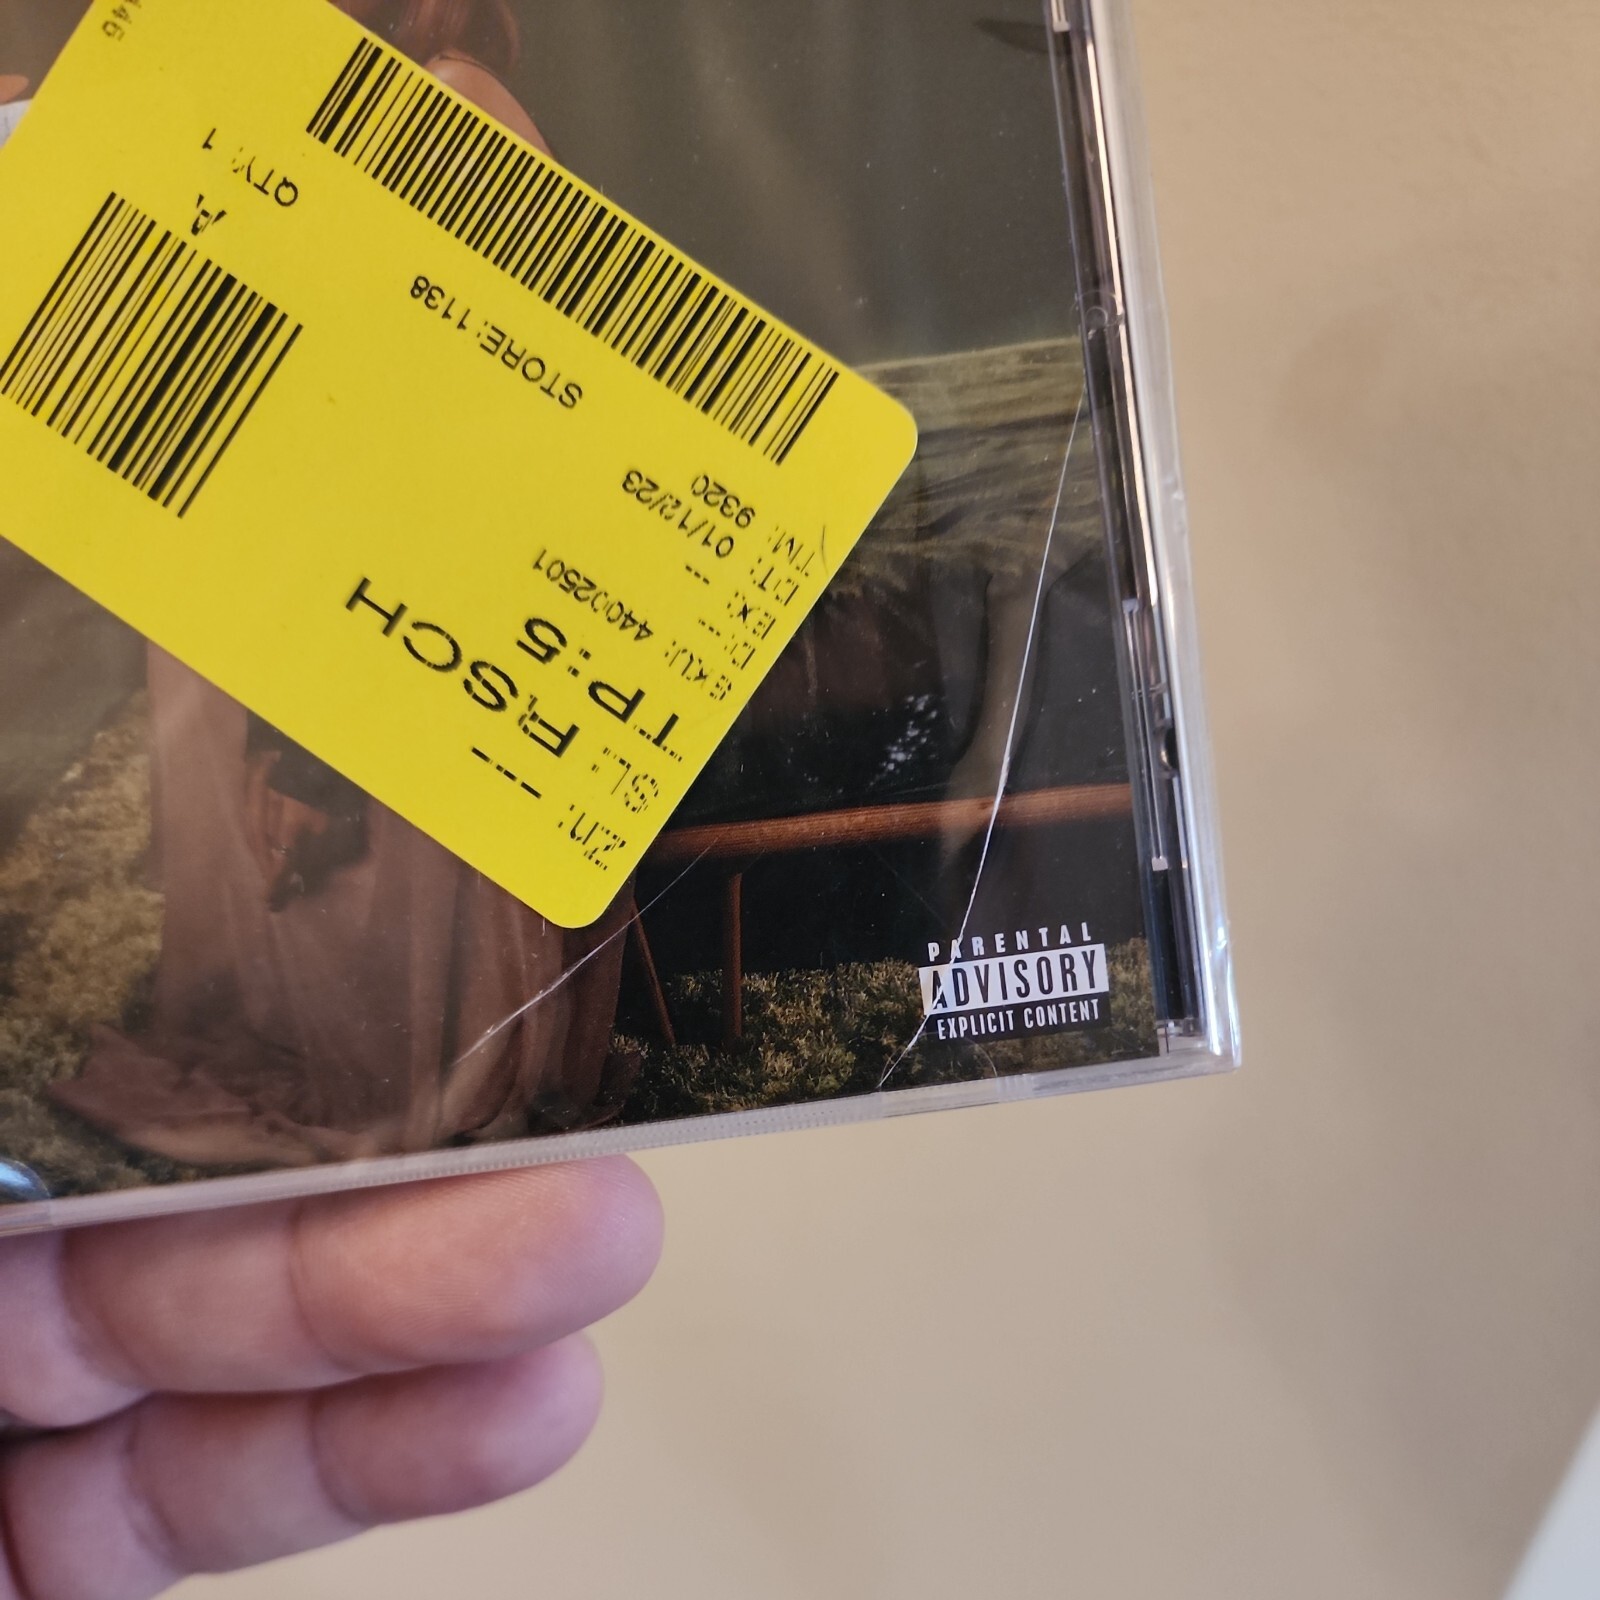 QTY: 1
A
STORE: 1138
ZN: ---
SL: RSCH
TP: 5
SKU: 44002501
D: ---
EX: ---
DT: 01/12/23
TM: 9320
PARENTAL
ADVISORY
EXPLICIT CONTENT